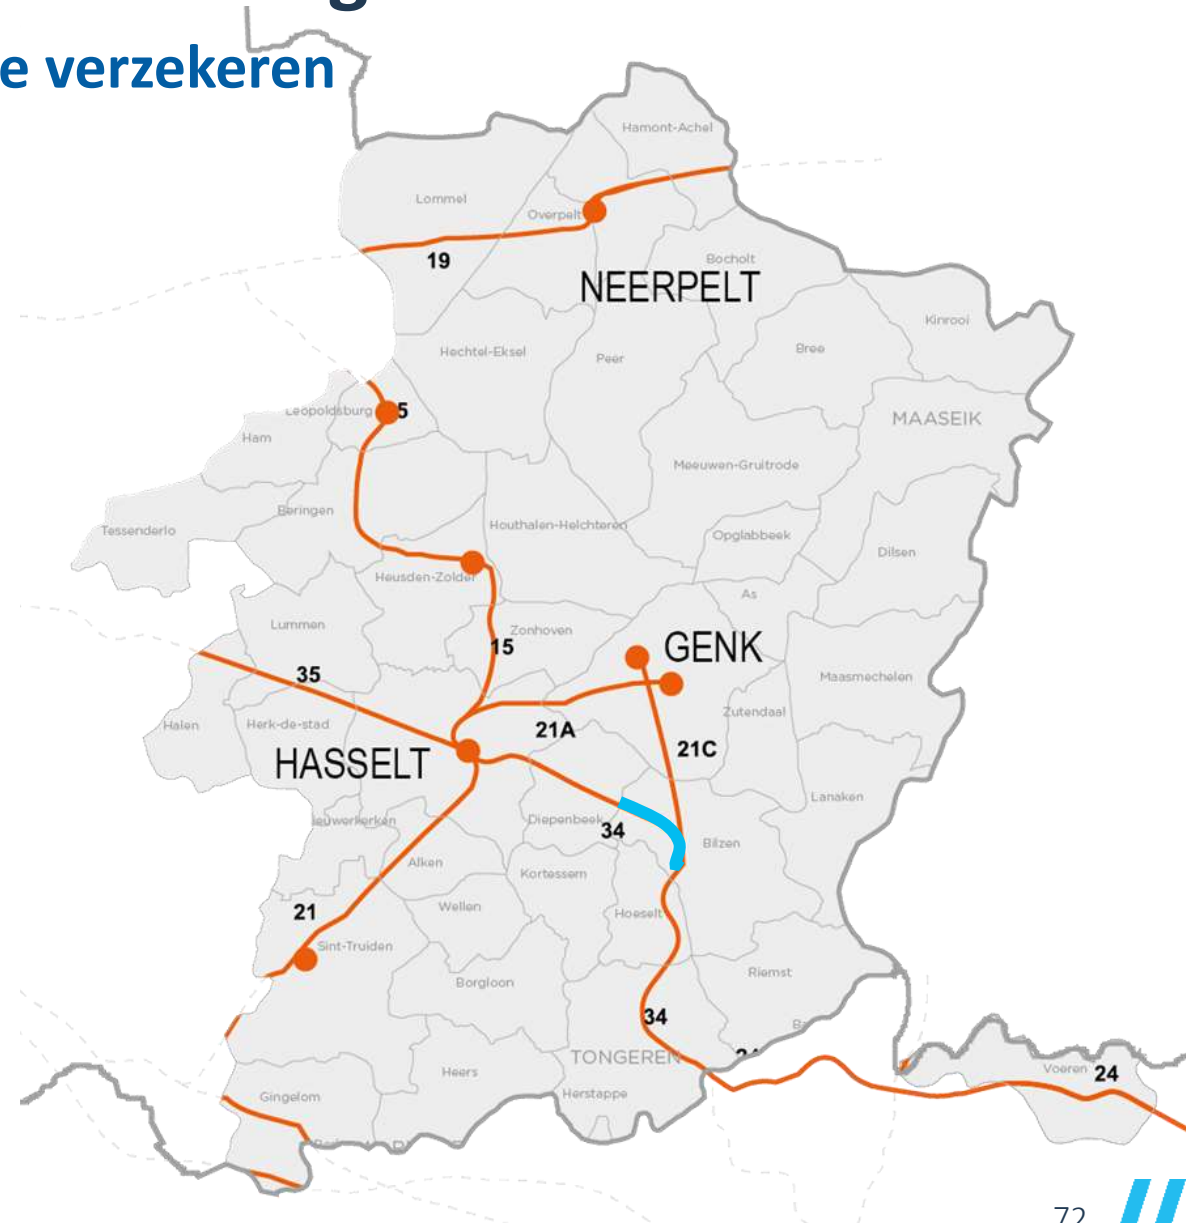 e verzekeren
Hamont-Achel
Lommel
Overpelt
19
Bocholt
NEERPELT
Kinrooi
Hechtel-Eksel
Peer
Bree
Leopoldsburg
5
MAASEIK
Ham
Meeuwen-Gruitrode
Beringen
Tessenderlo
Houthalen-Helchteren
Opglabbeek
Dilsen
Heusden-Zolder
As
Lummen
Zonhoven
15
GENK
35
Maasmechelen
Halen
Herk-de-stad
Zutendaal
21A
21C
HASSELT
Lanaken
ieuwerkerken
Diepenbeek
34
Bilzen
Alken
Kortessem
Wellen
Hoeselt
21
Sint-Truiden
Riemst
Borgloon
34
Ba
TONGEREN
Heers
Voeren
24
Herstappe
Gingelom
72